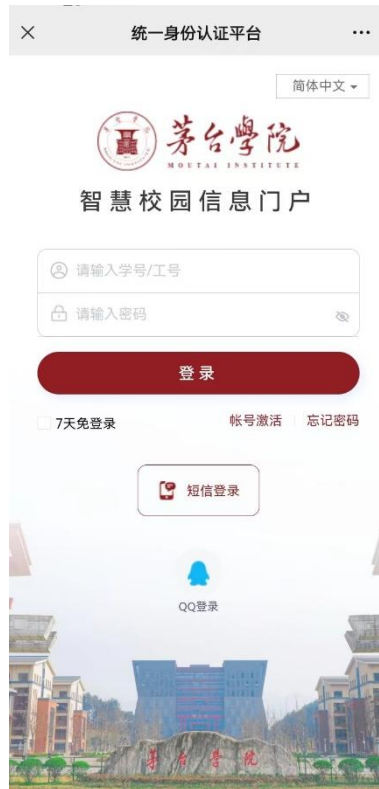 统一身份认证平台
简体中文
茅台學院
MOUTAI INSTITUTE
智慧校园信息门户
请输入学号/工号
请输入密码
登录
7天免登录
帐号激活
忘记密码
短信登录
QQ登录
茅台学院